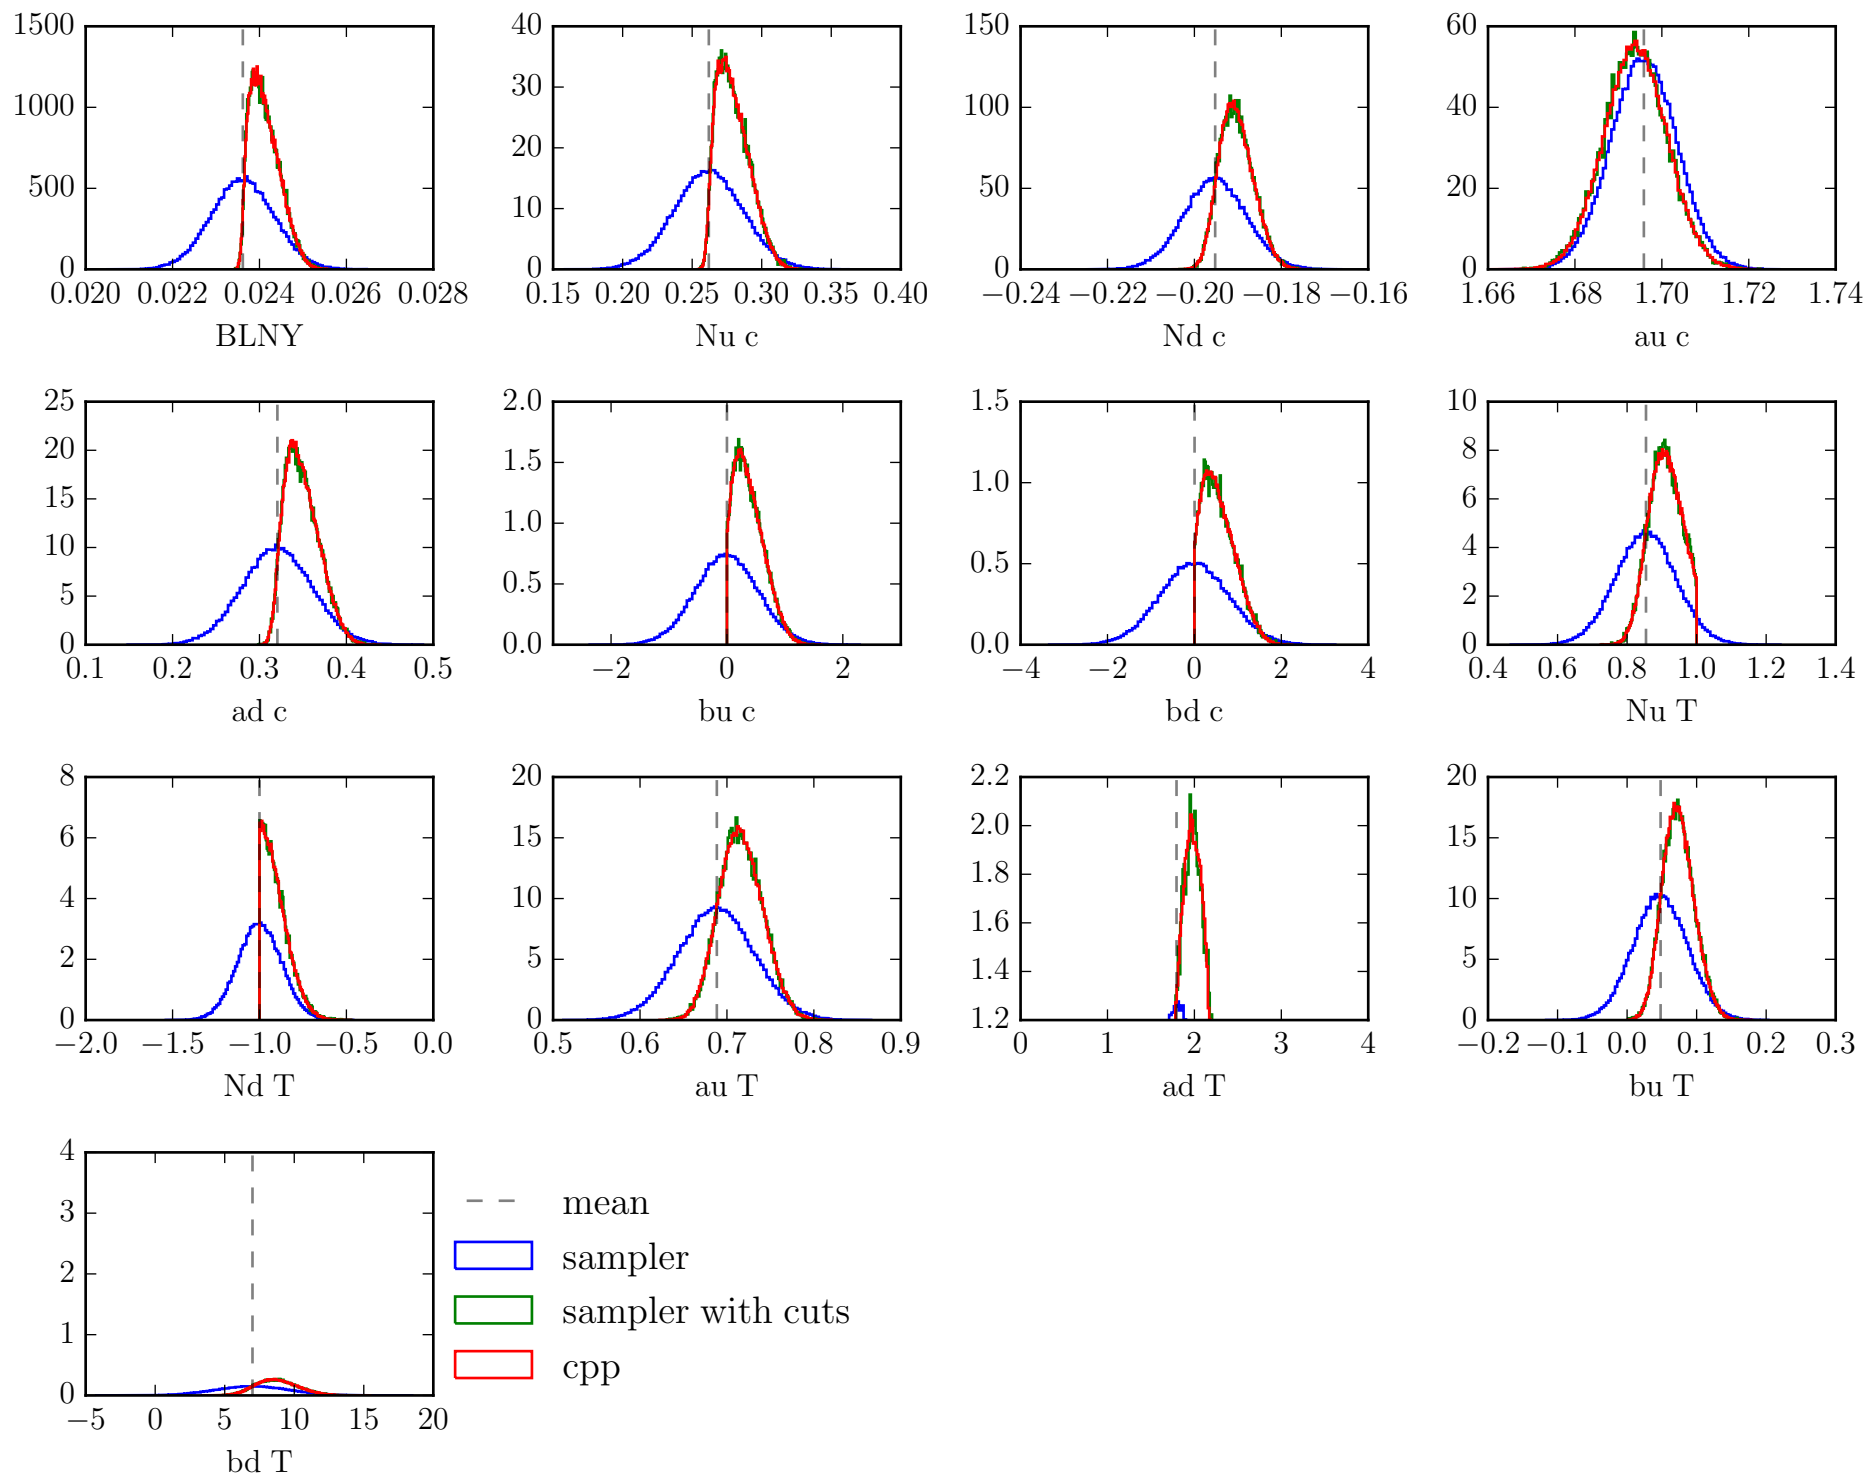 1500 1000 500 0
0.020 0.022 0.024 0.026 0.028
BLNY
40 30 20 10 0
0.15 0.20 0.25 0.30 0.35 0.40
Nu c
150 100 50 0
−0.24 −0.22 −0.20 −0.18 −0.16
Nd c
60 40 20 0
1.66 1.68 1.70 1.72 1.74
au c
25 20 15 10 5 0
0.1 0.2 0.3 0.4 0.5
ad c
2.0 1.5 1.0 0.5 0.0
−2 0 2
bu c
1.5 1.0 0.5 0.0
−4 −2 0 2 4
bd c
10 8 6 4 2 0
0.4 0.6 0.8 1.0 1.2 1.4
Nu T
8 6 4 2 0
−2.0 −1.5 −1.0 −0.5 0.0
Nd T
20 15 10 5 0
0.5 0.6 0.7 0.8 0.9
au T
2.2 2.0 1.8 1.6 1.4 1.2
0 1 2 3 4
ad T
20 15 10 5 0
−0.2 −0.1 0.0 0.1 0.2 0.3
bu T
4 3 2 1 0
−5 0 5 10 15 20
bd T
mean
sampler
sampler with cuts
cpp